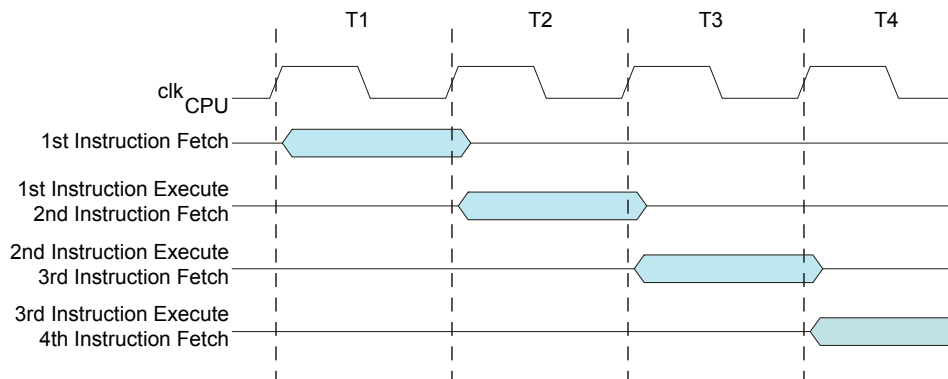 T1 T2 T3 T4
clk CPU
1st Instruction Fetch
1st Instruction Execute
2nd Instruction Fetch
2nd Instruction Execute
3rd Instruction Fetch
3rd Instruction Execute
4th Instruction Fetch